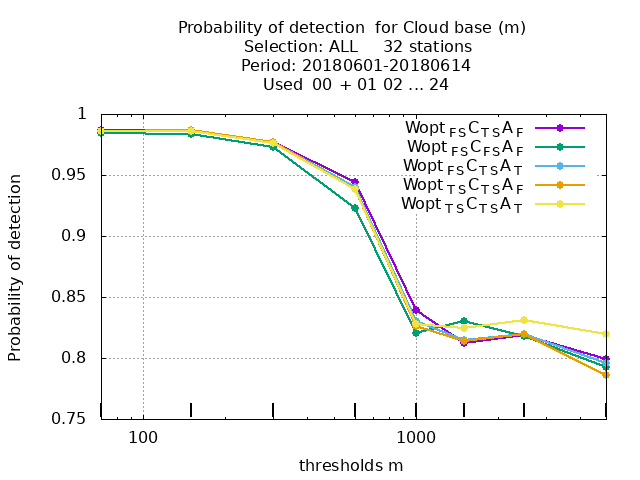 Probability of detection  for Cloud base (m)
Selection: ALL     32 stations
Period: 20180601-20180614
Used  00  + 01 02 ... 24
Probability of detection
1
0.95
0.9
0.85
0.8
0.75
Wopt FS C TS A F
Wopt FS C FS A F
Wopt FS C TS A T
Wopt TS C TS A F
Wopt TS C TS A T
100
1000
thresholds m